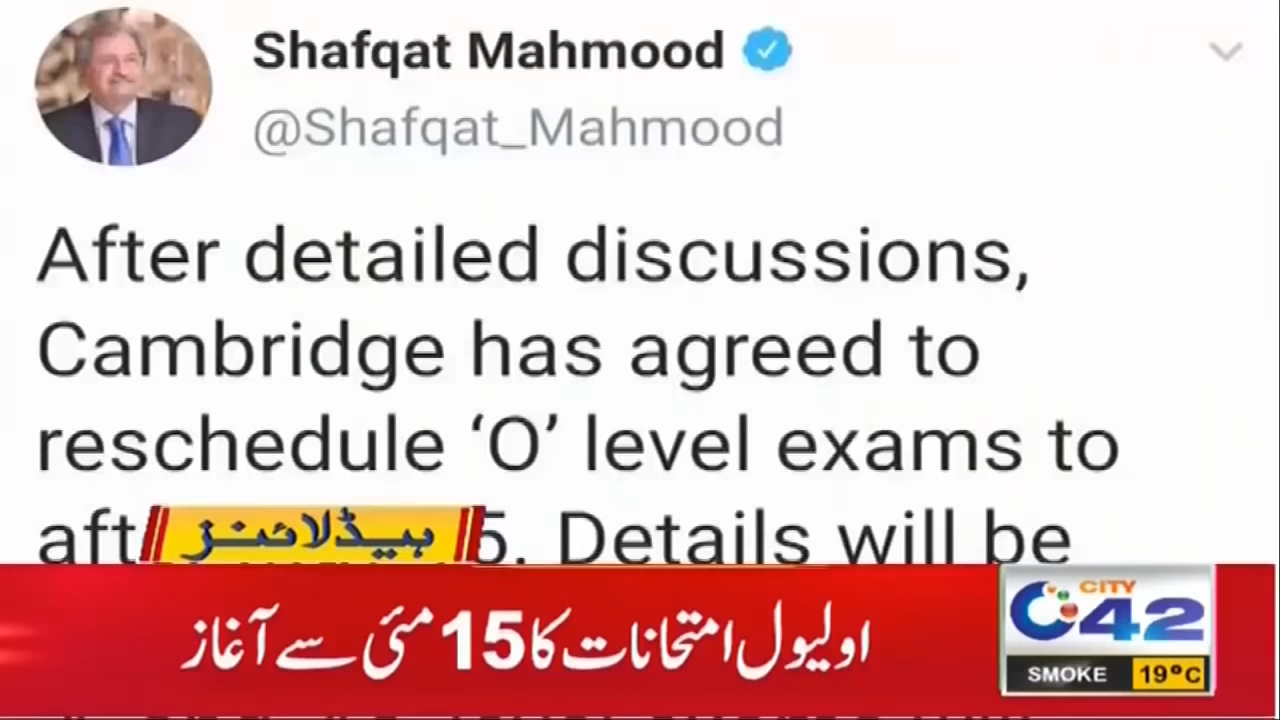 Shafqat Mahmood
@Shafqat_Mahmood
After detailed discussions,
Cambridge has agreed to
reschedule ‘O’ level exams to
5. Details will be
ہیڈلائنز
اولیول امتحانات کا 15 مئی سے آغاز
CITY
42
SMOKE 19°C